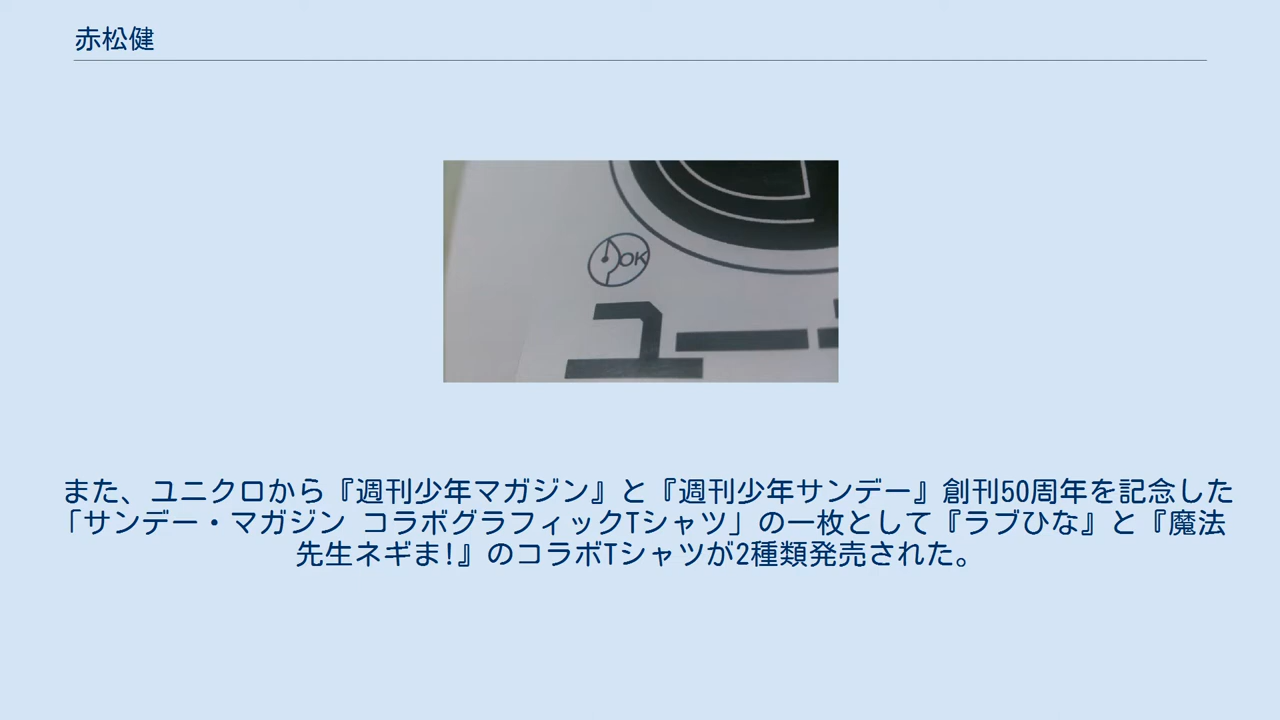 赤松健
OK
ユー
また、ユニクロから『週刊少年マガジン』と『週刊少年サンデー』創刊50周年を記念した
「サンデー・マガジン コラボグラフィックTシャツ」の一枚として『ラブひな』と『魔法
先生ネギま!』のコラボTシャツが2種類発売された。